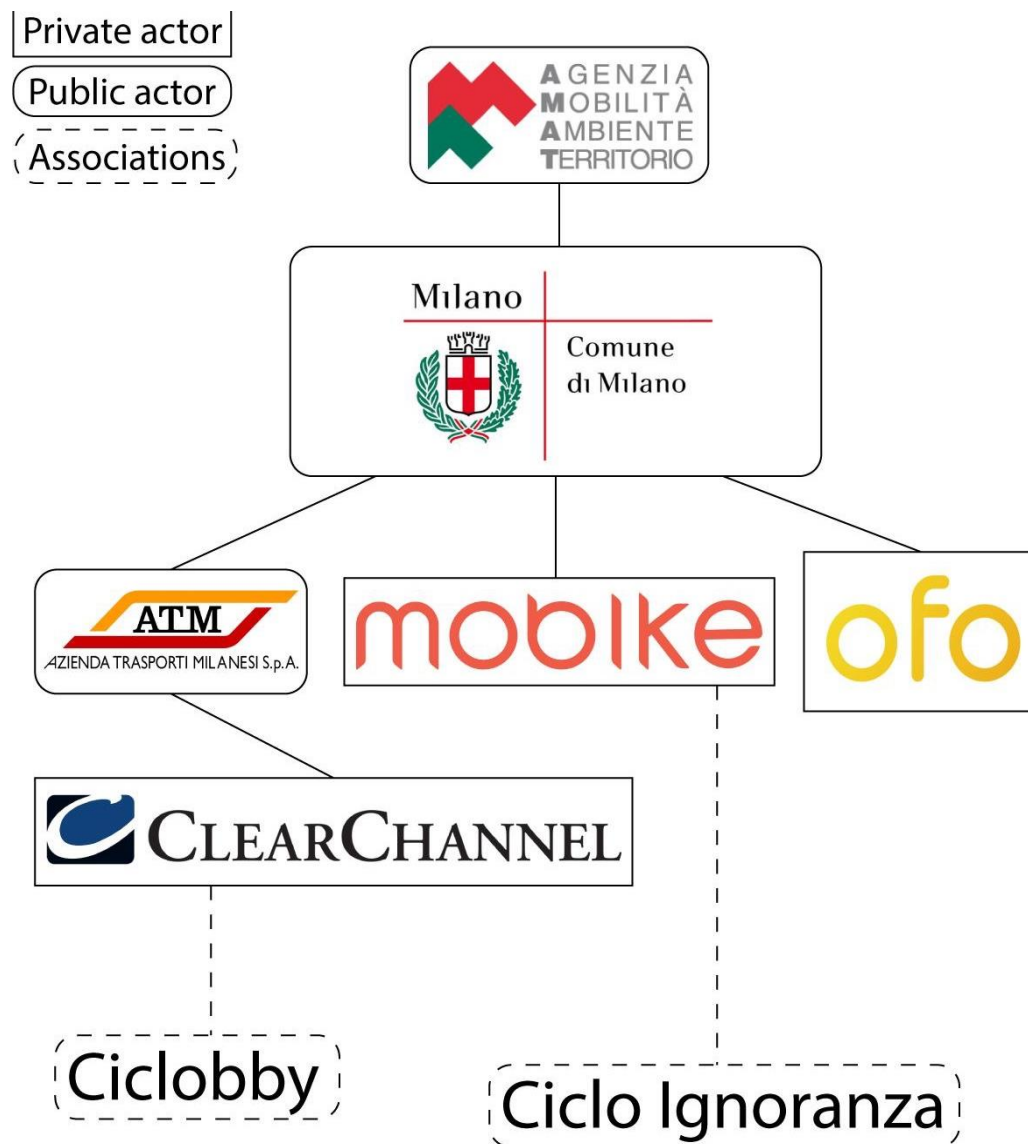 Private actor
Public actor
Associations
AGENZIA
MOBILITÀ
AMBIENTE
TERRITORIO
Milano
Comune
di Milano
ATM
AZIENDA TRASPORTI MILANESI S.p.A.
mobike
ofo
CLEARCHANNEL
Ciclobby
Ciclo Ignoranza